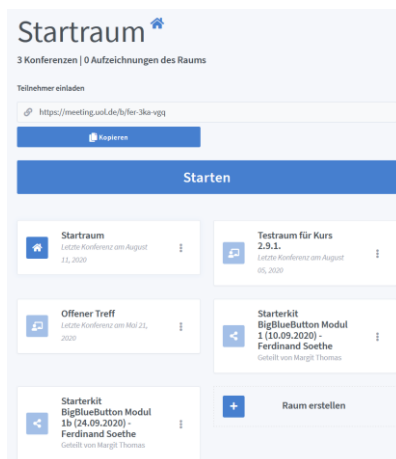 Startraum
3 Konferenzen | 0 Aufzeichnungen des Raums
Teilnehmer einladen
https://meeting.uol.de/b/fer-3ka-vgq
Kopieren
Starten
Startraum
Letzte Konferenz am August
11, 2020
Testraum für Kurs
2.9.1.
Letzte Konferenz am August
05, 2020
Offener Treff
Letzte Konferenz am Mai 21,
2020
Starterkit
BigBlueButton Modul
1 (10.09.2020) -
Ferdinand Soethe
Geteilt von Margit Thomas
Starterkit
BigBlueButton Modul
1b (24.09.2020) -
Ferdinand Soethe
Geteilt von Margit Thomas
Raum erstellen